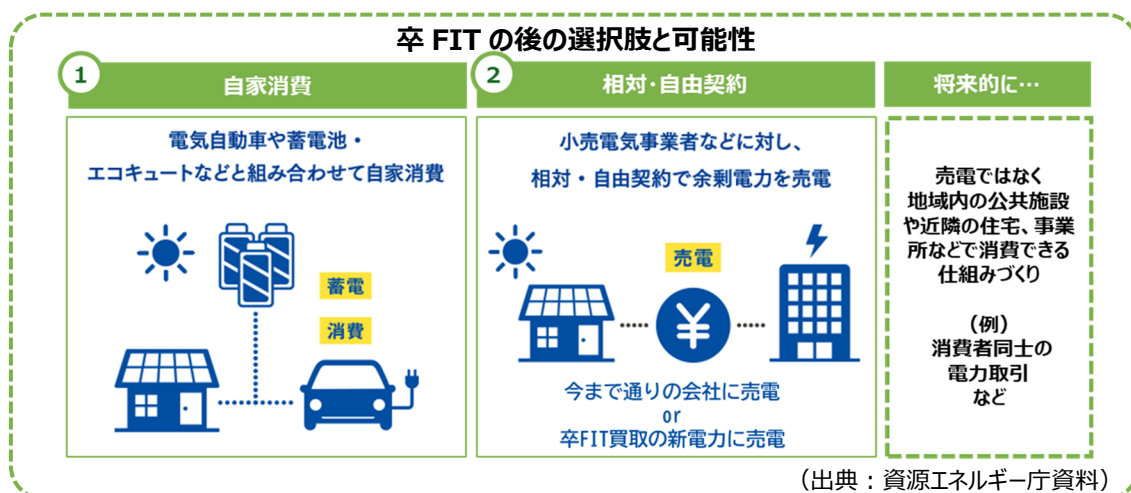 卒 FIT の後の選択肢と可能性
1
自家消費
電気自動車や蓄電池・
エコキュートなどと組み合わせて自家消費
蓄電
消費
2
相対・自由契約
小売電気事業者などに対し、
相対・自由契約で余剰電力を売電
売電
¥
今まで通りの会社に売電
or
卒FIT買取の新電力に売電
将来的に…
売電ではなく
地域内の公共施設
や近隣の住宅、事業
所などで消費できる
仕組みづくり
(例)
消費者同士の
電力取引
など
(出典:資源エネルギー庁資料)